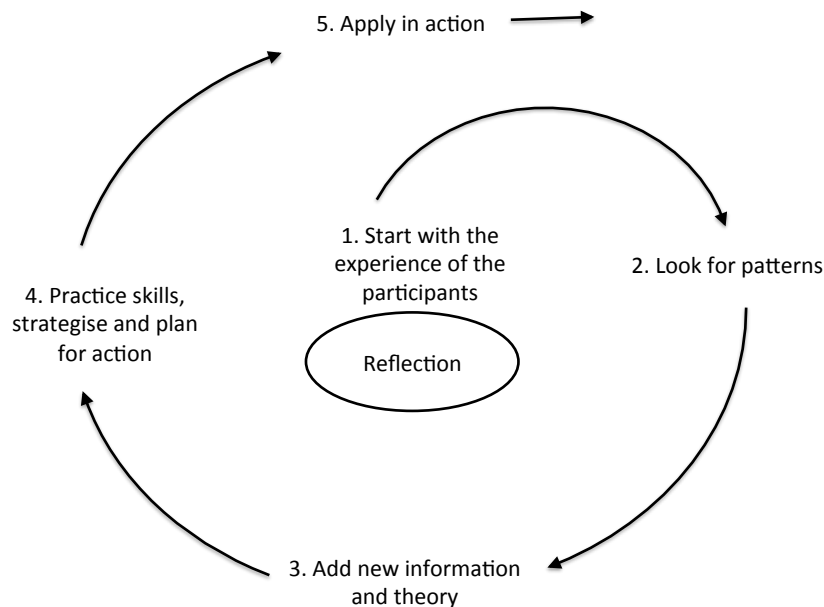 5. Apply in action
1. Start with the
experience of the
participants
2. Look for patterns
4. Practice skills,
strategise and plan
for action
Reflection
3. Add new information
and theory